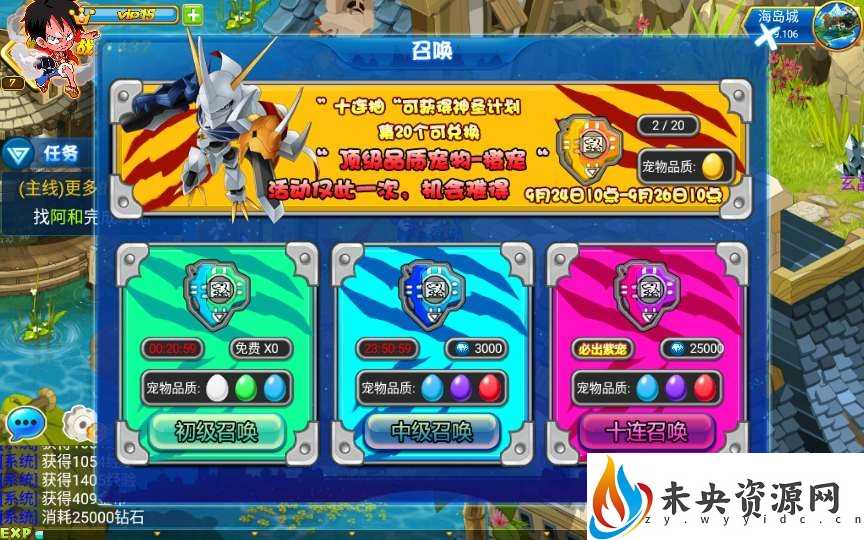 vip15
召唤
海岛城
9.106
7
任务
(主线)更多
找阿和完
"十连抽"可获得神圣计划
第20个可兑换
"顶级品质宠物-橙宠"
活动仅此一次，机会难得
9月24日10点-9月26日10点
2 / 20
宠物品质:
00:20:59
免费 X0
宠物品质:
初级召唤
23:50:59
3000
宠物品质:
中级召唤
必出紫宠
25000
宠物品质:
十连召唤
[系统] 获得105
[系统] 获得1405
[系统] 获得409
[系统] 消耗25000钻石
EXP
未央资源网
zy.wyyidc.cn